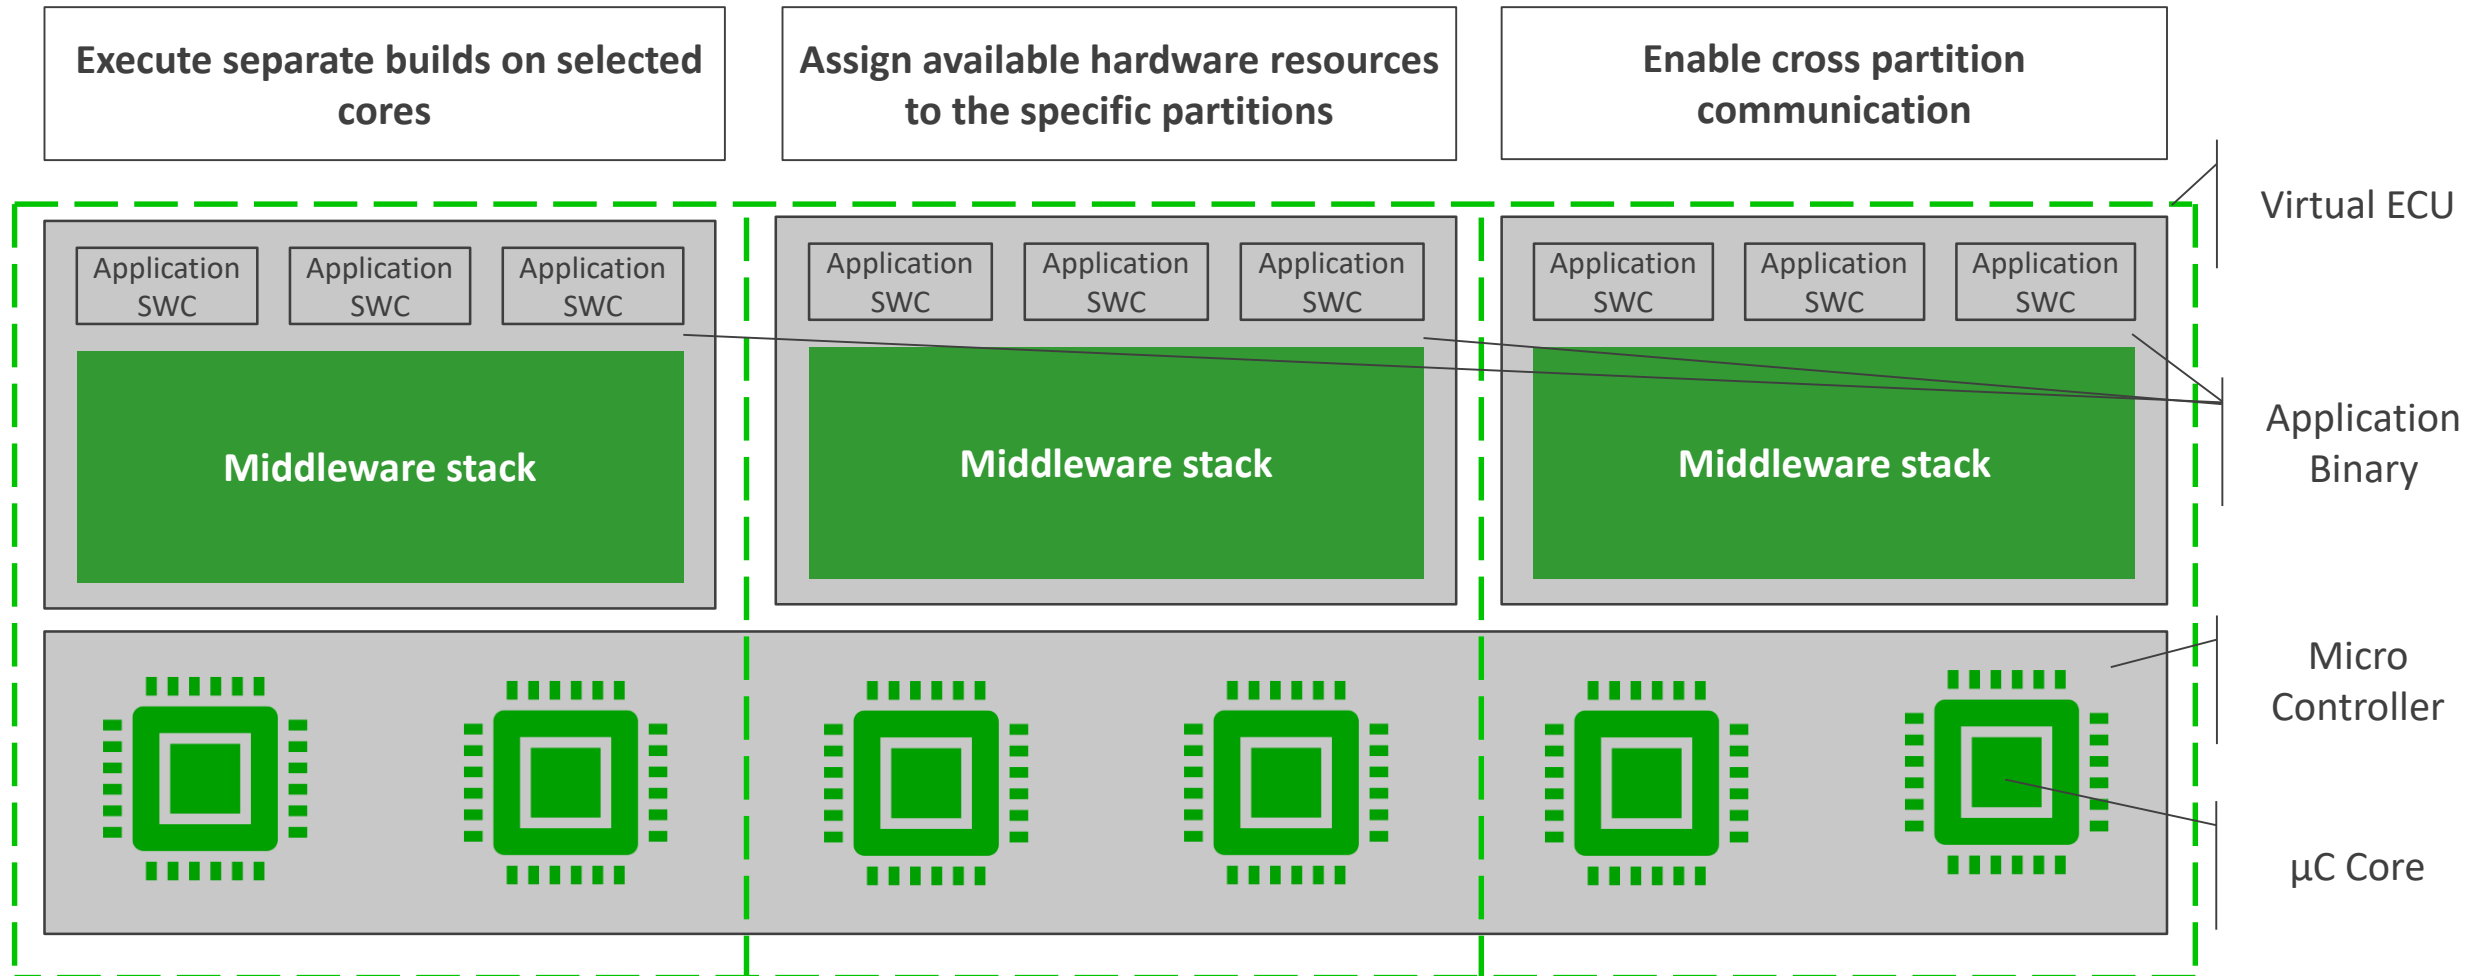 Execute separate builds on selected
cores
Assign available hardware resources
to the specific partitions
Enable cross partition
communication
Virtual ECU
Application
SWC
Application
SWC
Application
SWC
Application
SWC
Application
SWC
Application
SWC
Application
SWC
Application
SWC
Application
SWC
Middleware stack
Middleware stack
Middleware stack
Application
Binary
Micro
Controller
µC Core